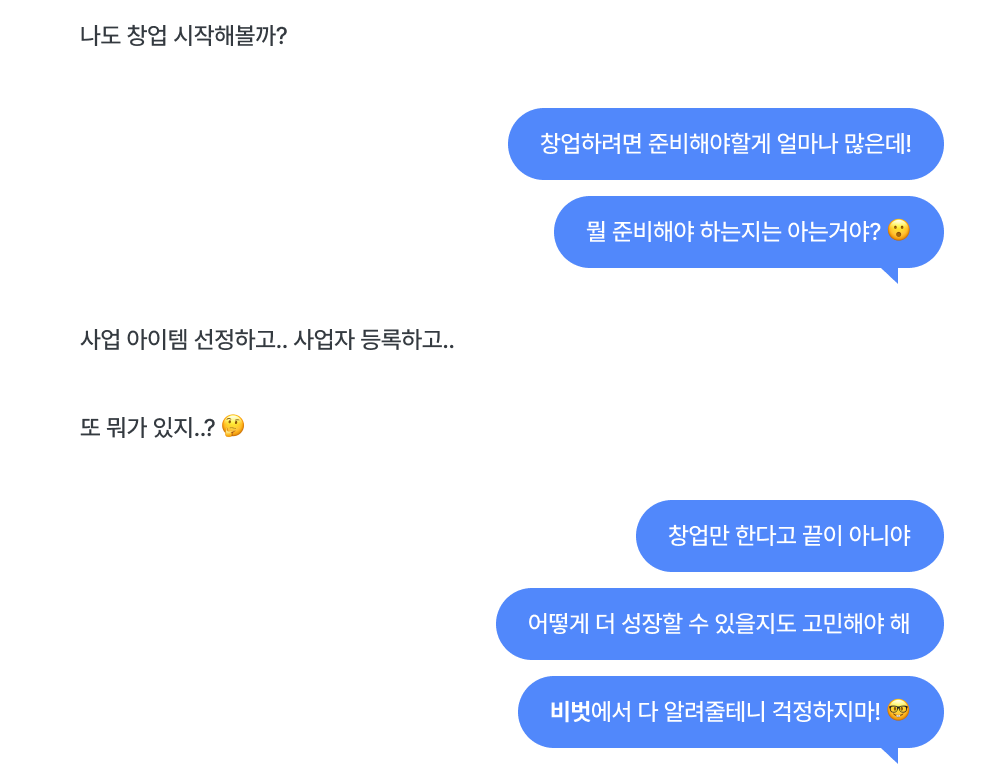 나도 창업 시작해볼까?
창업하려면 준비해야할게 얼마나 많은데!
뭘 준비해야 하는지는 아는거야? 😮
사업 아이템 선정하고.. 사업자 등록하고..
또 뭐가 있지..? 🤔
창업만 한다고 끝이 아니야
어떻게 더 성장할 수 있을지도 고민해야 해
비벗에서 다 알려줄테니 걱정하지마! 🤓